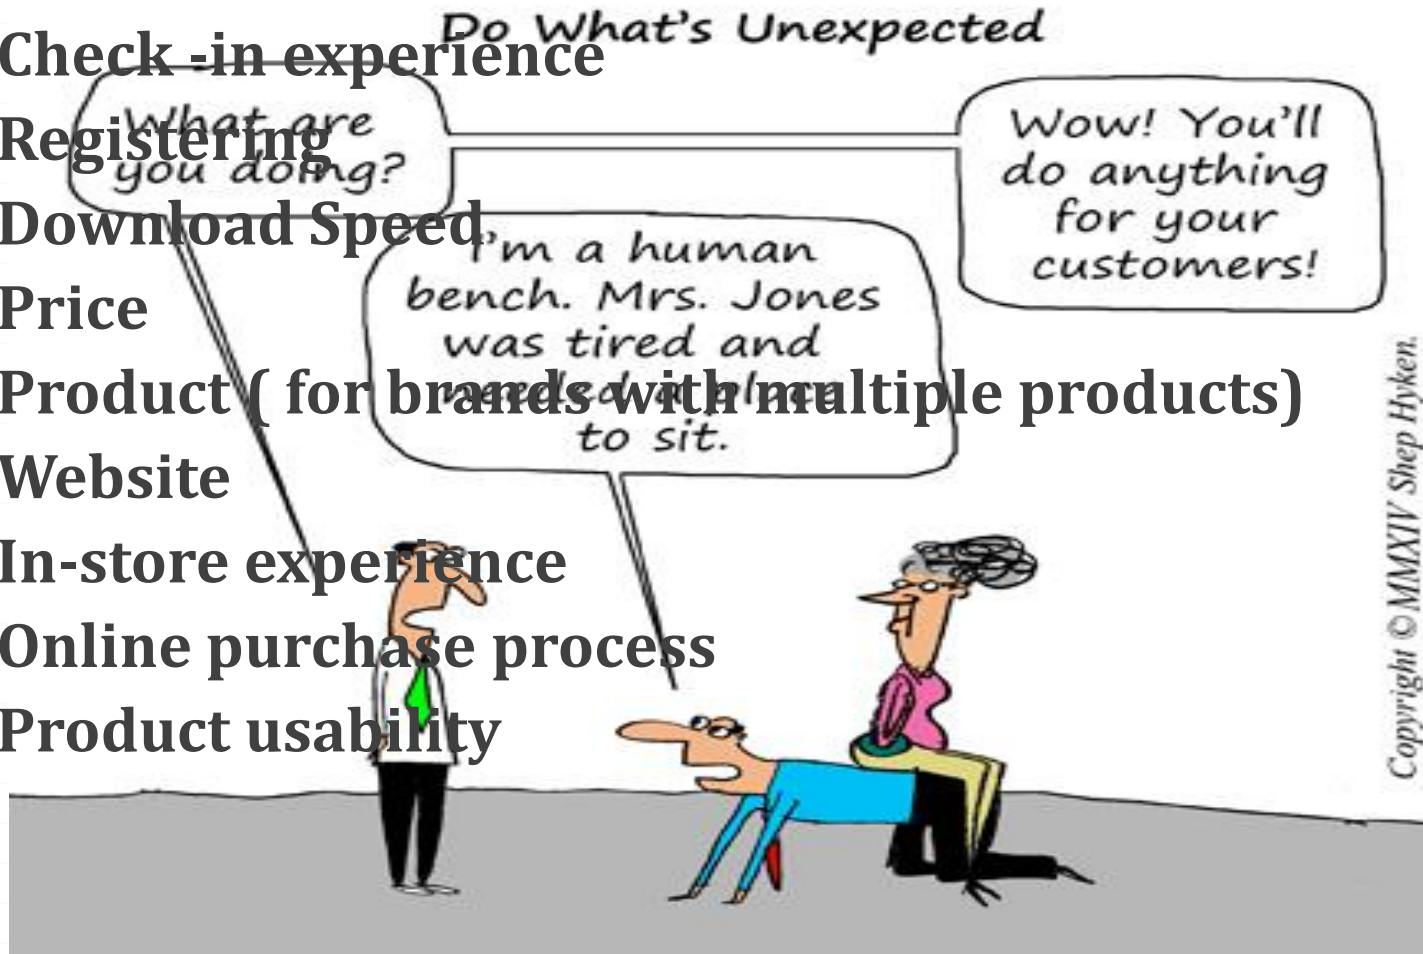 Do What's Unexpected
Check -in experience
Registering
Download Speed
Price
Product ( for brands with multiple products)
Website
In-store experience
Online purchase process
Product usability
What are
you doing?
Wow! You'll
do anything
for your
customers!
I'm a human
bench. Mrs. Jones
was tired and
needed a place
to sit.
Copyright © MMXIV Shep Hyken.